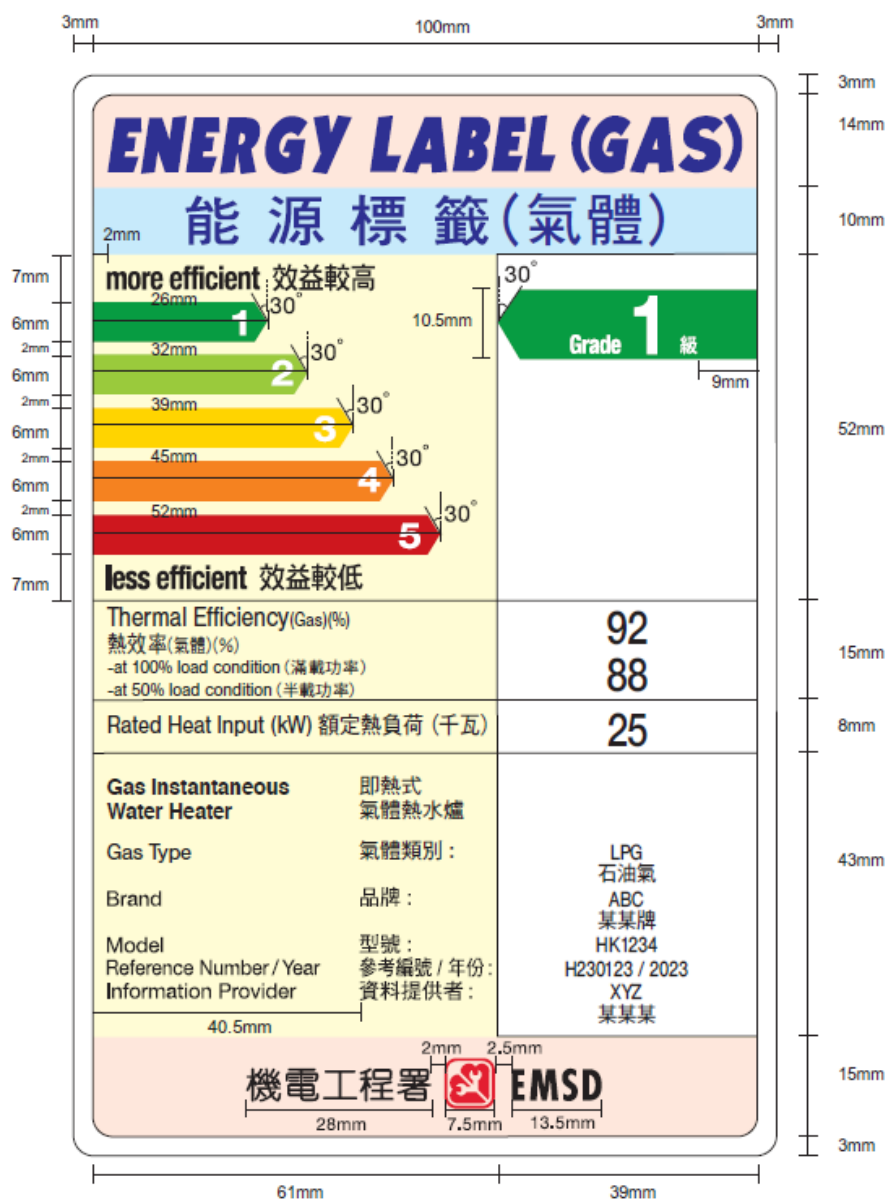 3mm 100mm 3mm
3mm
ENERGY LABEL (GAS)
14mm
能源標籤(氣體)
10mm
2mm
7mm
more efficient 效益較高
30°
26mm
30°
1
6mm
10.5mm
Grade 1 級
2mm
32mm
30°
2
6mm
9mm
2mm
39mm
30°
3
6mm
52mm
2mm
45mm
30°
4
6mm
2mm
52mm
30°
5
6mm
less efficient 效益較低
7mm
Thermal Efficiency(Gas)(%)
熱效率(氣體)(%)
92
-at 100% load condition (滿載功率)
88
-at 50% load condition (半載功率)
15mm
Rated Heat Input (kW) 額定熱負荷 (千瓦) 25
8mm
Gas Instantaneous 即熱式
Water Heater 氣體熱水爐
Gas Type 氣體類別 : LPG
石油氣
43mm
Brand 品牌 : ABC
某某牌
Model 型號 : HK1234
Reference Number / Year 參考編號 / 年份 : H230123 / 2023
Information Provider 資料提供者 : XYZ
某某某
40.5mm
2mm 2.5mm
機電工程署 EMSD
15mm
28mm 7.5mm 13.5mm
3mm
61mm 39mm